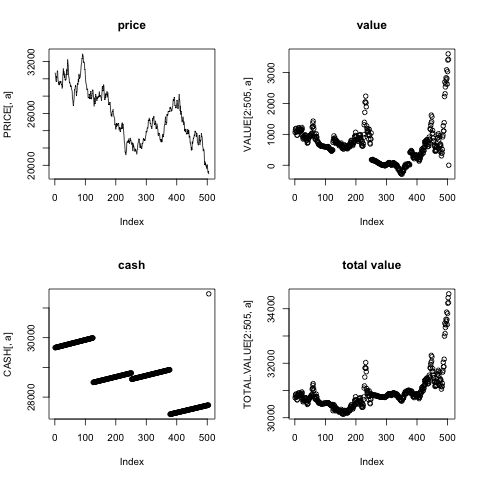 price
PRICE[, a]
20000 24000 28000 32000
0 100 200 300 400 500
Index
value
VALUE[2:505, a]
0 1000 2000 3000
0 100 200 300 400 500
Index
cash
CASH[, a]
28000 30000
0 100 200 300 400 500
Index
total value
TOTAL.VALUE[2:505, a]
30000 32000 34000
0 100 200 300 400 500
Index